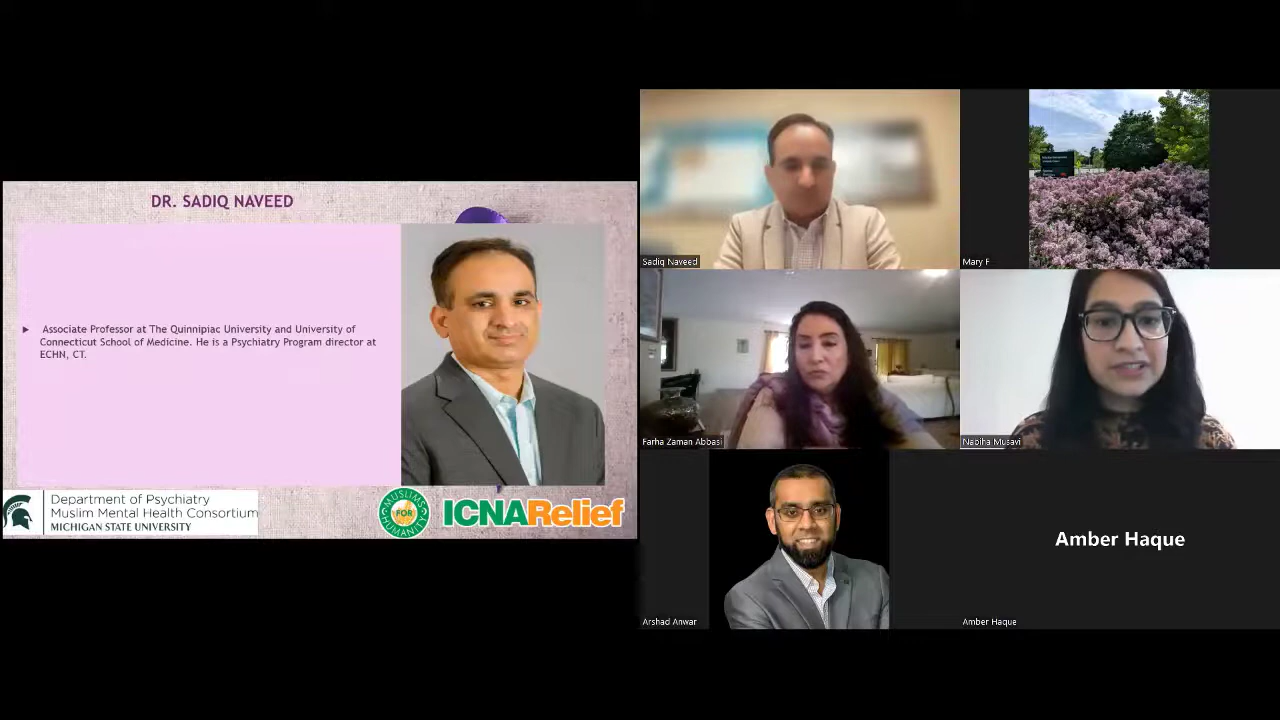 DR. SADIQ NAVEED
Associate Professor at The Quinnipiac University and University of
Connecticut School of Medicine. He is a Psychiatry Program director at
ECHN, CT.
Department of Psychiatry
Muslim Mental Health Consortium
MICHIGAN STATE UNIVERSITY
MUSLIMS
FOR
HUMANITY
ICNARelief
Sadiq Naveed
Mary F
Farha Zaman Abbasi
Nabiha Musavi
Arshad Anwar
Amber Haque
Amber Haque